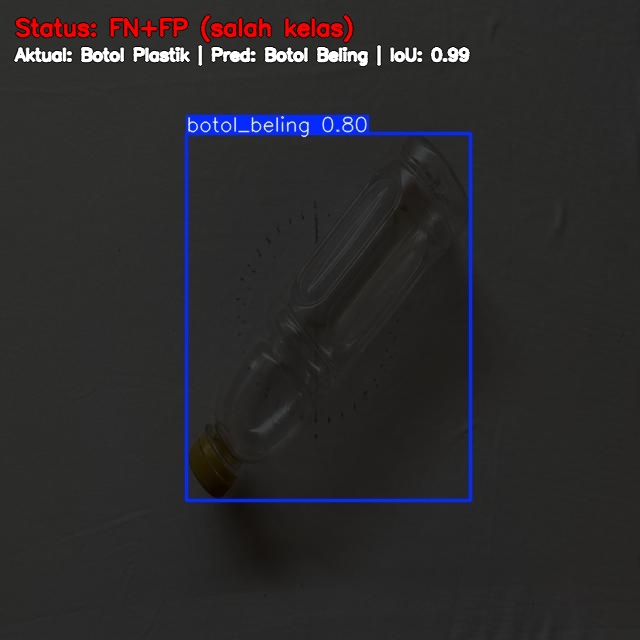 Status: FN+FP (salah kelas)
Aktual: Botol Plastik | Pred: Botol Beling | IoU: 0.99
botol_beling 0.80